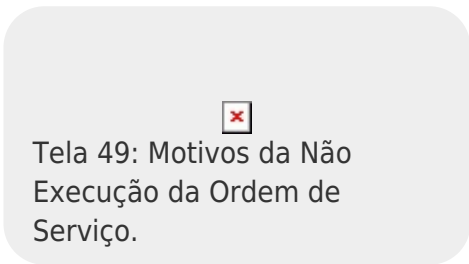 Tela 49: Motivos da Não
Execução da Ordem de
Serviço.